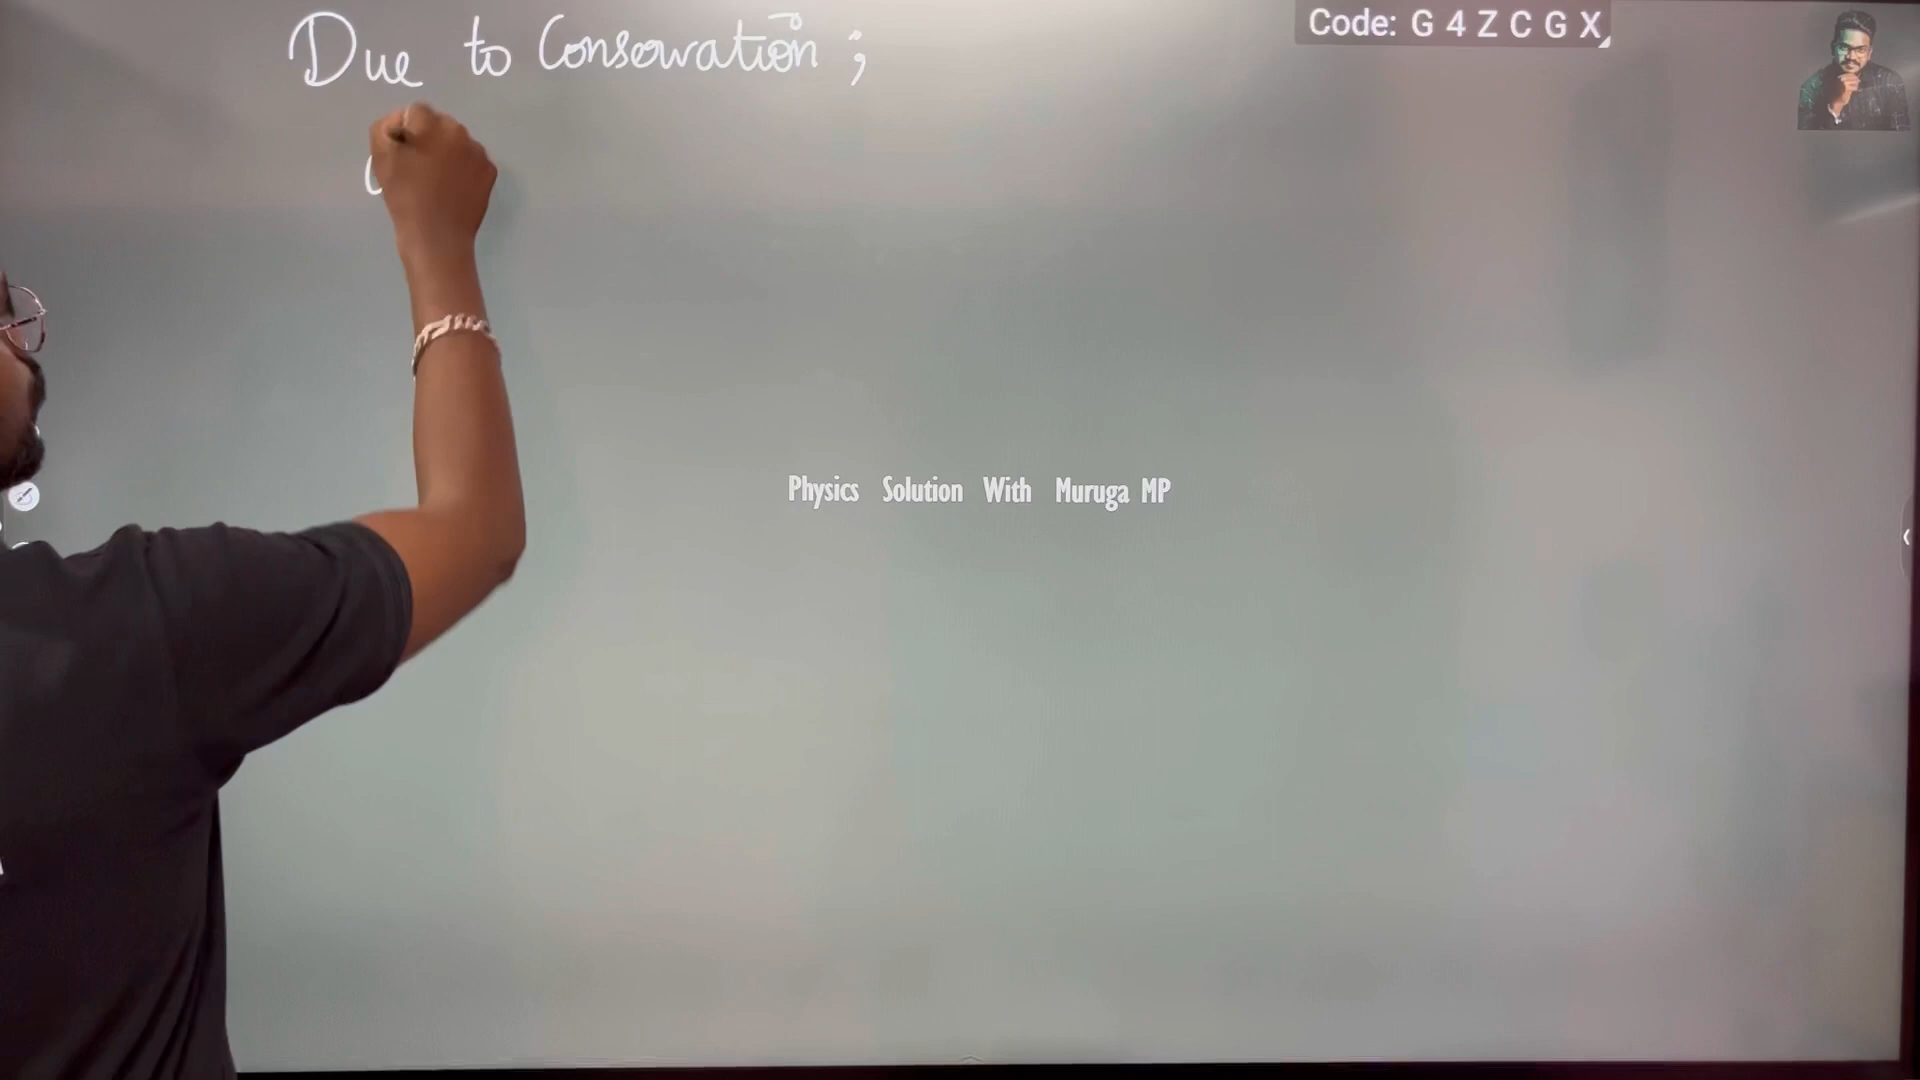 Due to Conservation ;
Code: G 4 Z C G X
Physics Solution With Muruga MP